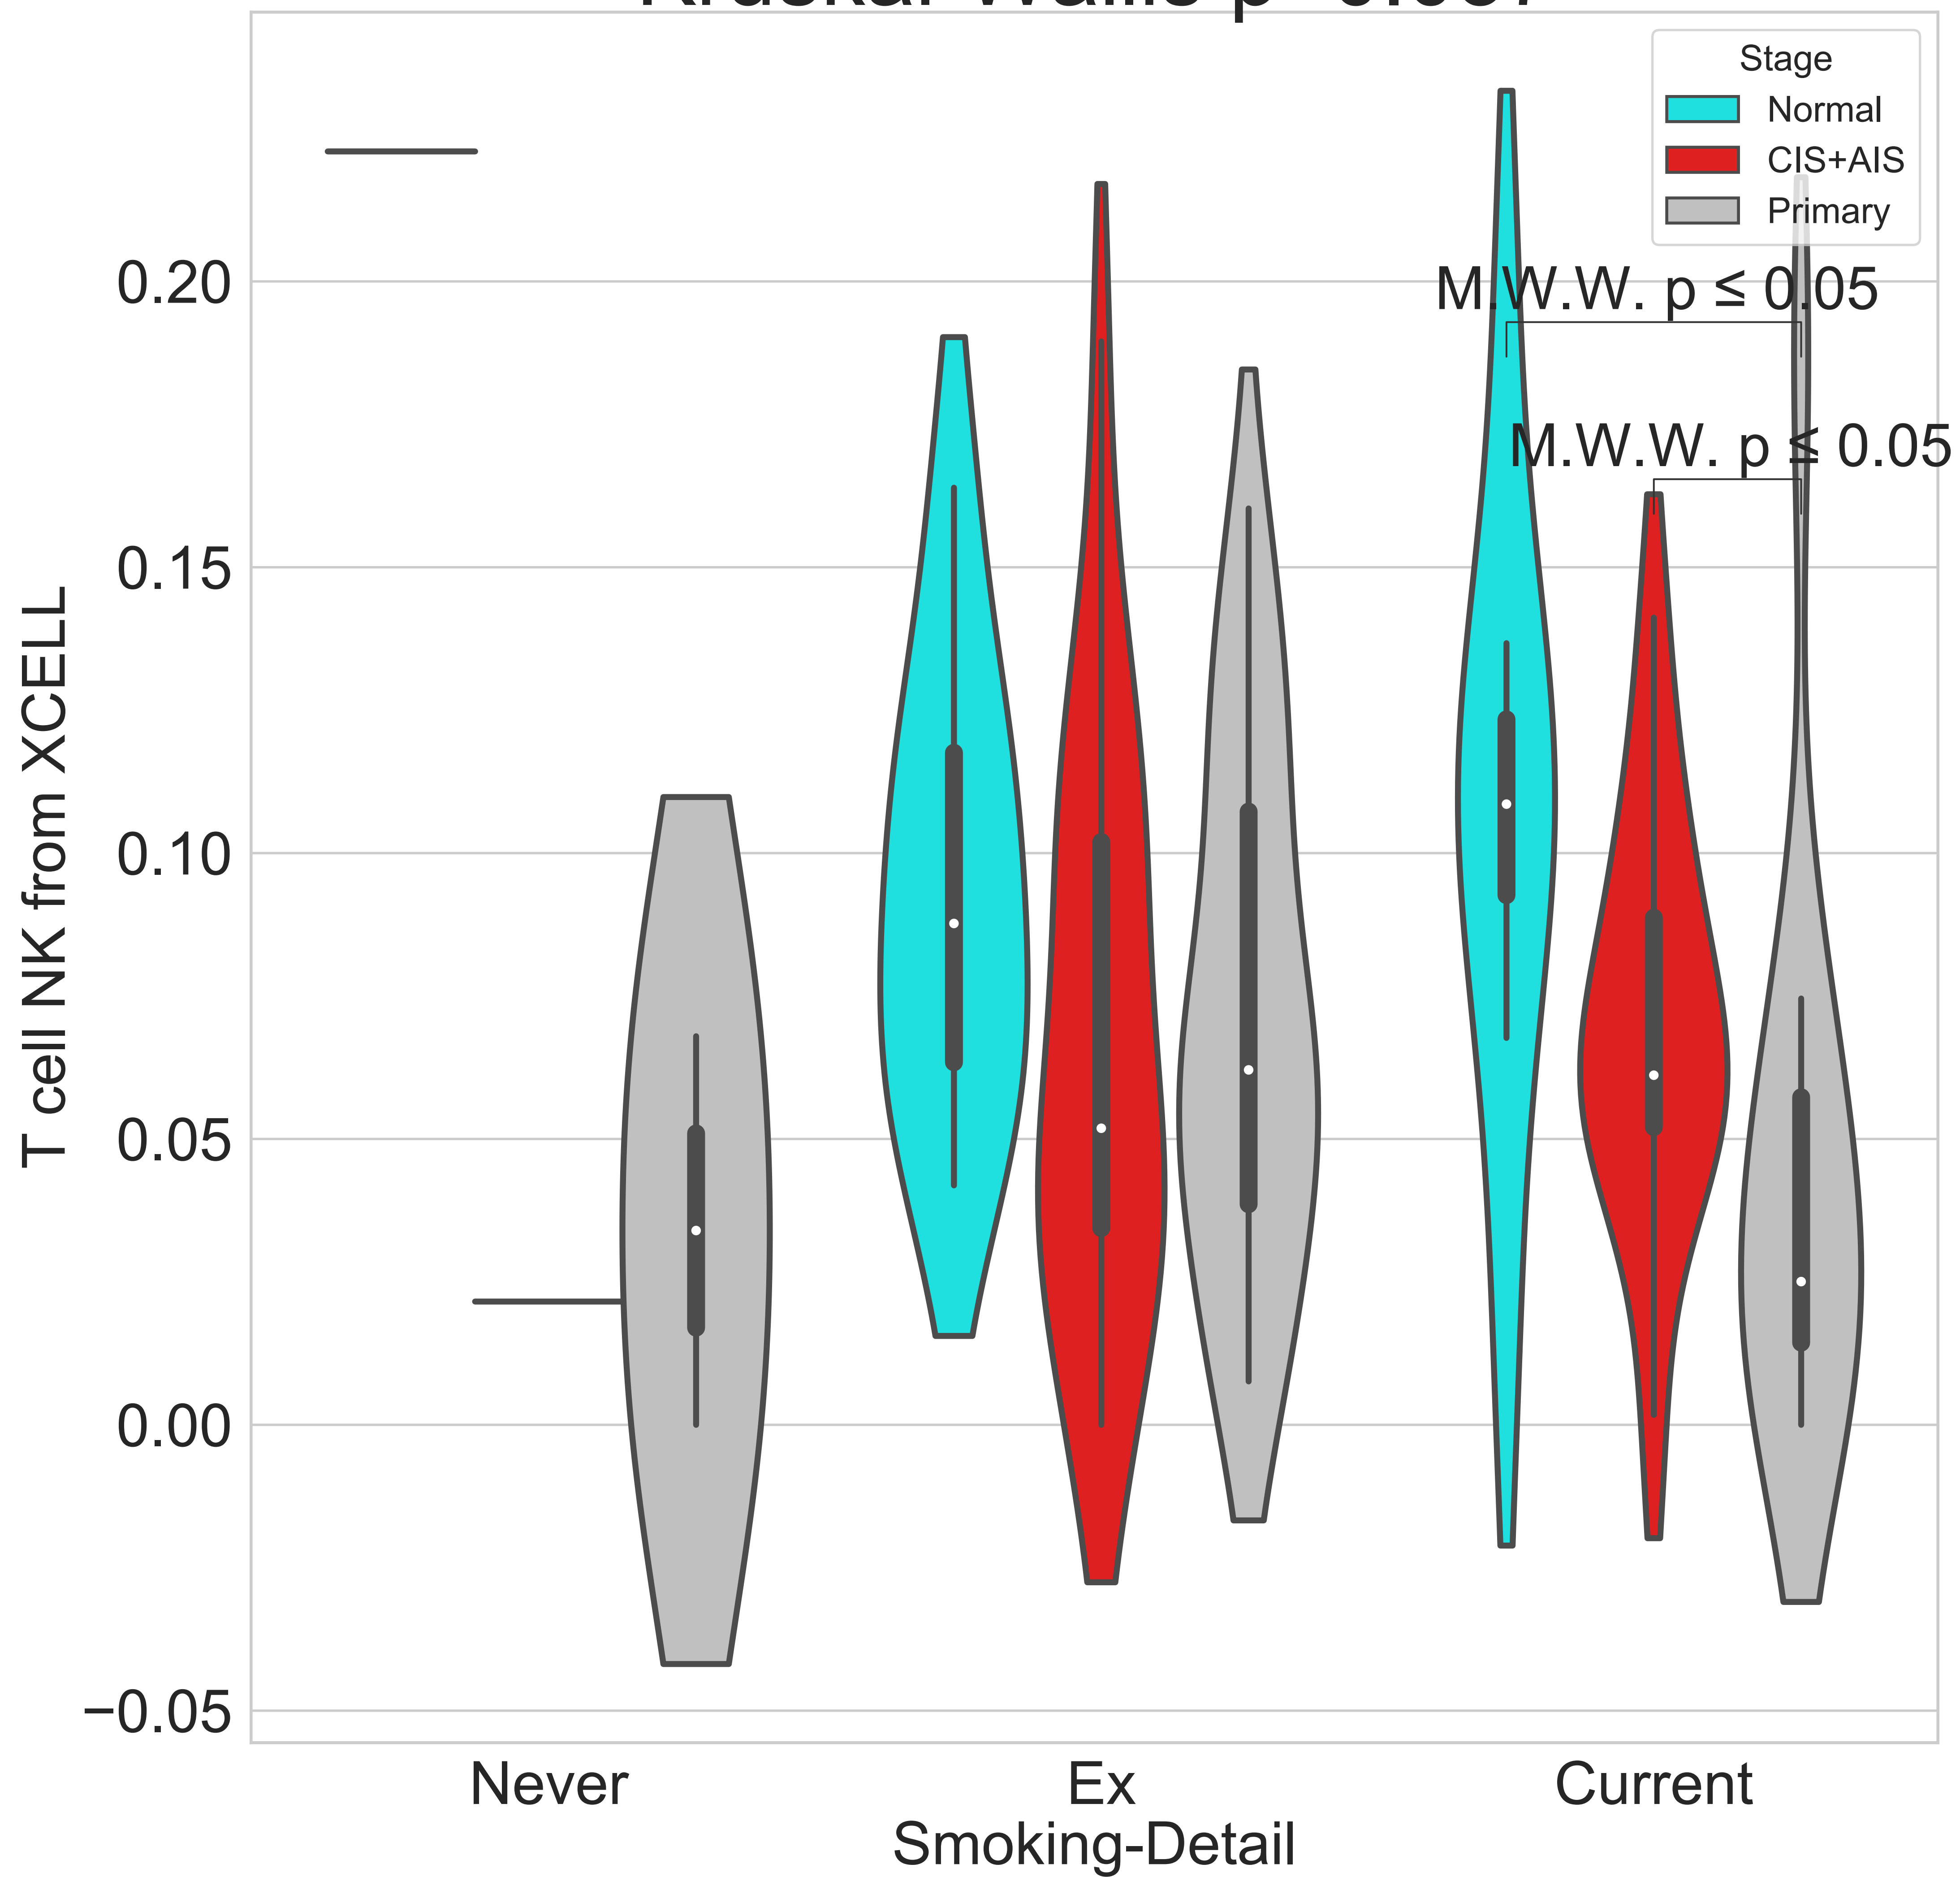 Stage
Normal
CIS+AIS
Primary
M.W.W. p ≤ 0.05
M.W.W. p ≤ 0.05
0.20
0.15
0.10
0.05
0.00
−0.05
T cell NK from XCELL
Never
Ex
Current
Smoking-Detail